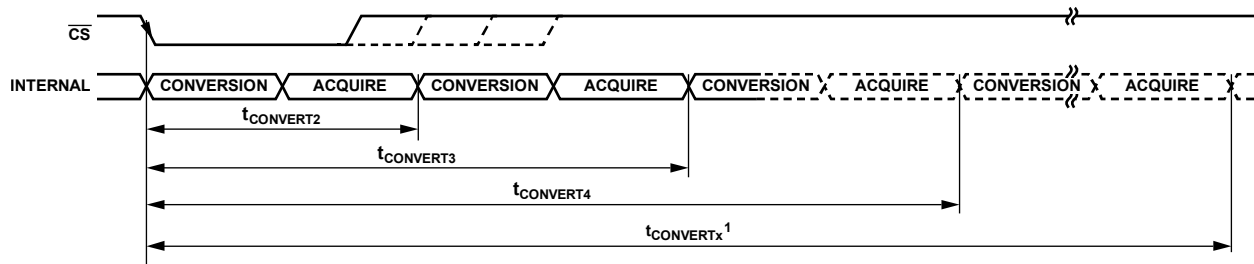 CS
INTERNAL CONVERSION ACQUIRE CONVERSION ACQUIRE CONVERSION ACQUIRE CONVERSION ACQUIRE
tCONVERT2
tCONVERT3
tCONVERT4
tCONVERTx1